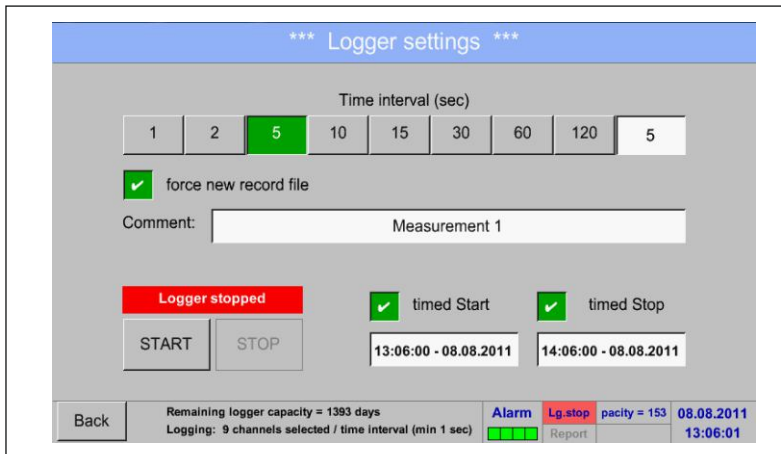 *** Logger settings ***
Time interval (sec)
1 2 5 10 15 30 60 120 5
force new record file
Comment: Measurement 1
Logger stopped
timed Start timed Stop
START STOP
13:06:00 - 08.08.2011 14:06:00 - 08.08.2011
Back
Remaining logger capacity = 1393 days
Logging: 9 channels selected / time interval (min 1 sec)
Alarm Lg.stop pacity = 153 08.08.2011
Report 13:06:01